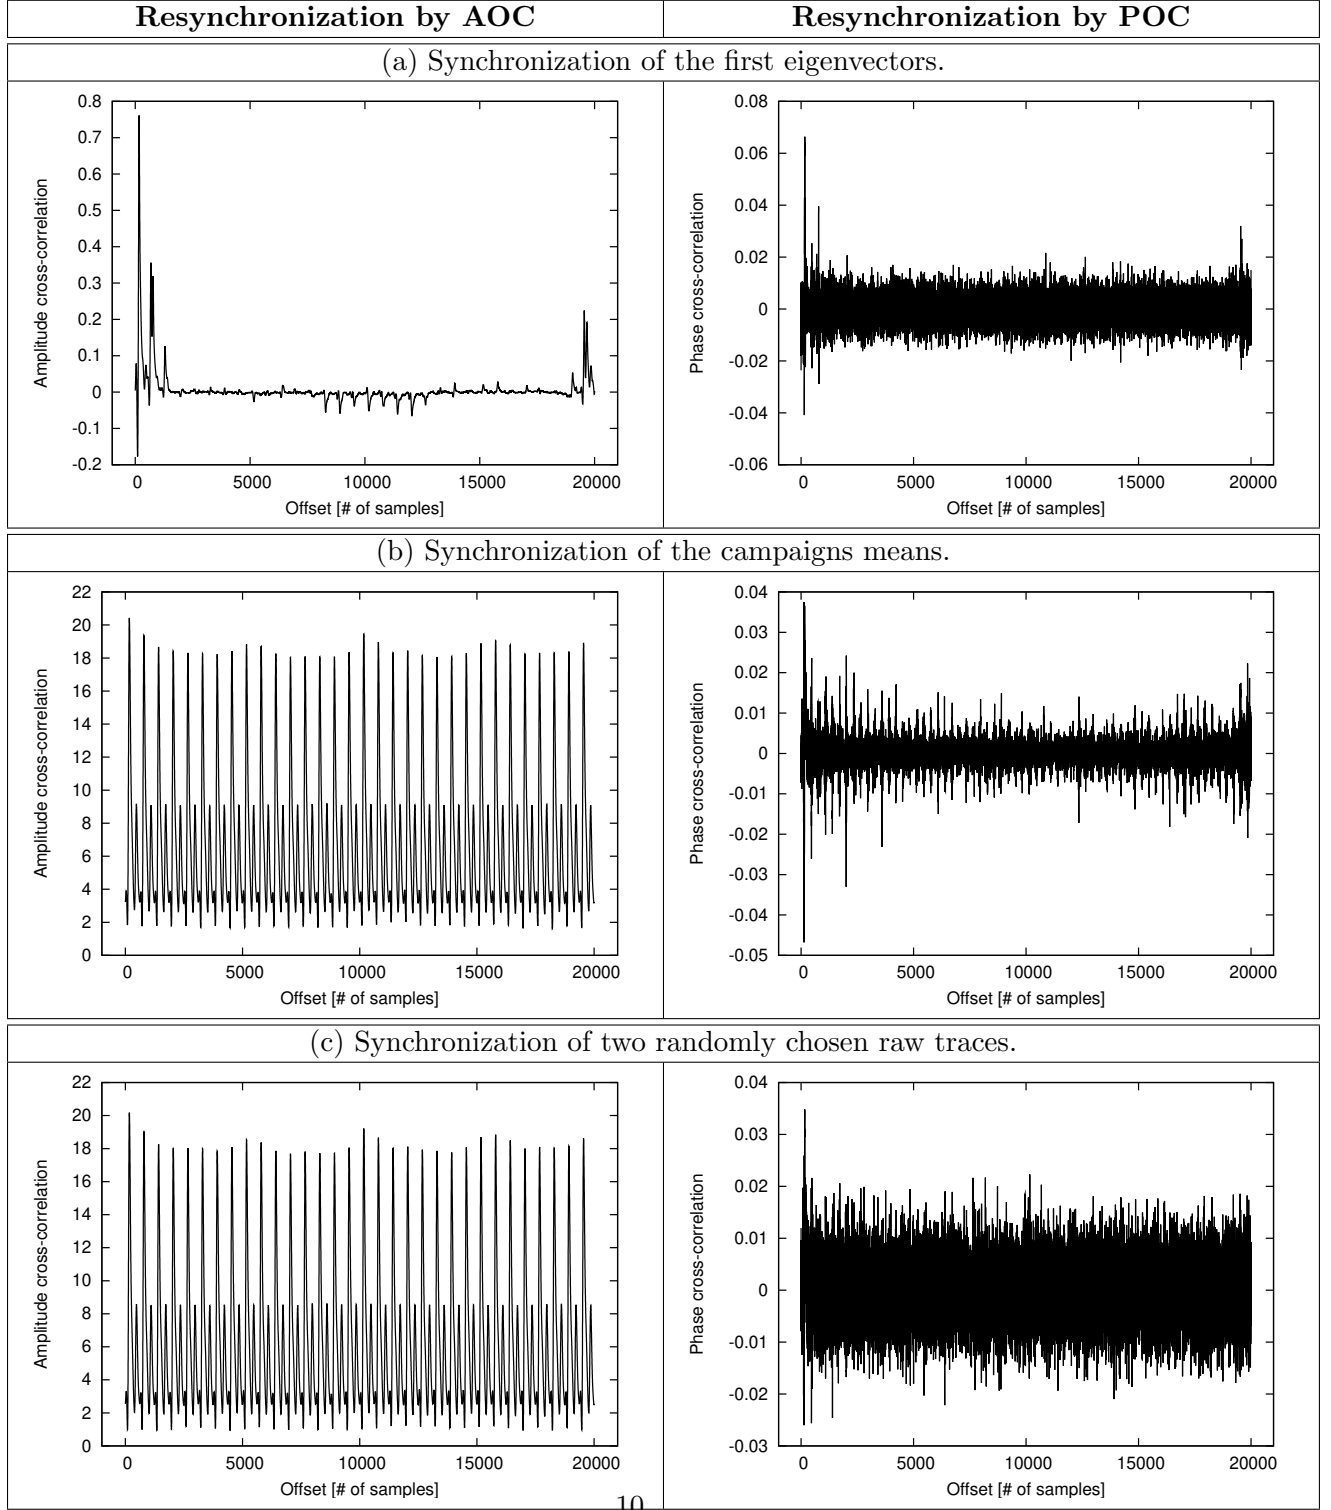 Resynchronization by AOC
Resynchronization by POC
(a) Synchronization of the first eigenvectors.
Amplitude cross-correlation
0.8
0.7
0.6
0.5
0.4
0.3
0.2
0.1
0
-0.1
-0.2
0 5000 10000 15000 20000
Offset [# of samples]
Phase cross-correlation
0.08
0.06
0.04
0.02
0
-0.02
-0.04
-0.06
0 5000 10000 15000 20000
Offset [# of samples]
(b) Synchronization of the campaigns means.
Amplitude cross-correlation
22
20
18
16
14
12
10
8
6
4
2
0
0 5000 10000 15000 20000
Offset [# of samples]
Phase cross-correlation
0.04
0.03
0.02
0.01
0
-0.01
-0.02
-0.03
-0.04
-0.05
0 5000 10000 15000 20000
Offset [# of samples]
(c) Synchronization of two randomly chosen raw traces.
Amplitude cross-correlation
22
20
18
16
14
12
10
8
6
4
2
0
0 5000 10000 15000 20000
Offset [# of samples]
Phase cross-correlation
0.04
0.03
0.02
0.01
0
-0.01
-0.02
-0.03
0 5000 10000 15000 20000
Offset [# of samples]
10